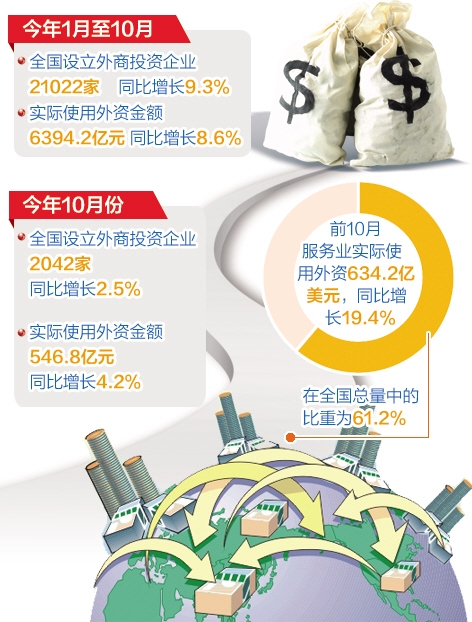 今年1月至10月
全国设立外商投资企业
21022家 同比增长9.3%
实际使用外资金额
6394.2亿元 同比增长8.6%
$ $
今年10月份
全国设立外商投资企业
2042家
同比增长2.5%
实际使用外资金额
546.8亿元
同比增长4.2%
前10月
服务业实际使
用外资634.2亿
美元，同比增
长19.4%
在全国总量中的
比重为61.2%